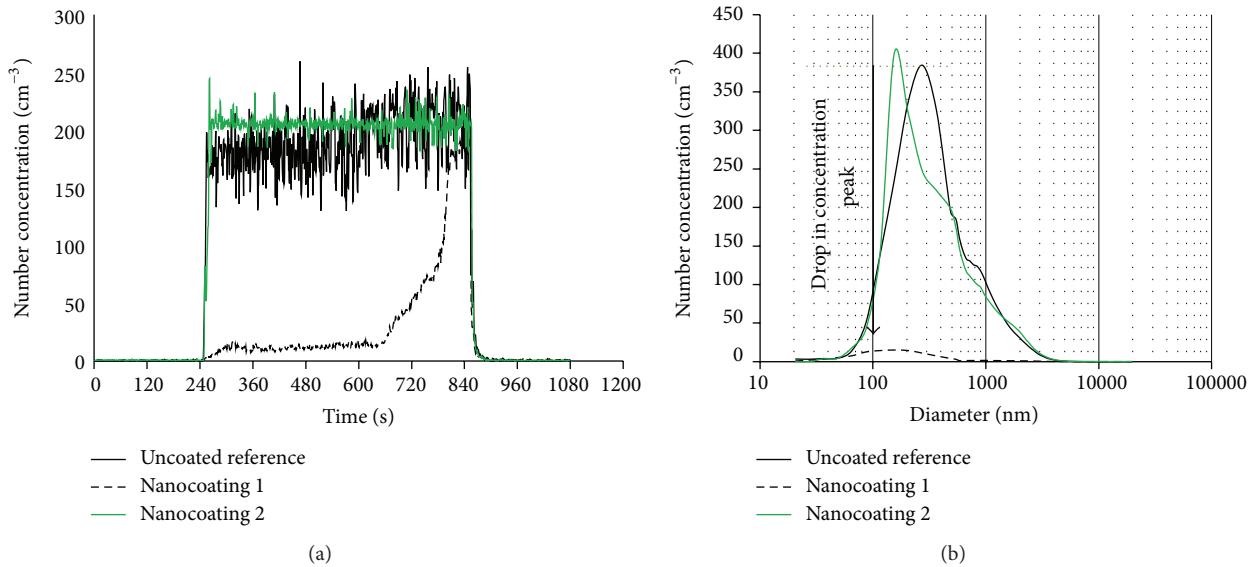 300
250
200
150
100
50
0
Number concentration (cm−3)
0 120 240 360 480 600 720 840 960 1080 1200
Time (s)
Uncoated reference
Nanocoating 1
Nanocoating 2
(a)
450
400
350
300
250
200
150
100
50
0
Number concentration (cm−3)
Drop in concentration
peak
10 100 1000 10000 100000
Diameter (nm)
Uncoated reference
Nanocoating 1
Nanocoating 2
(b)